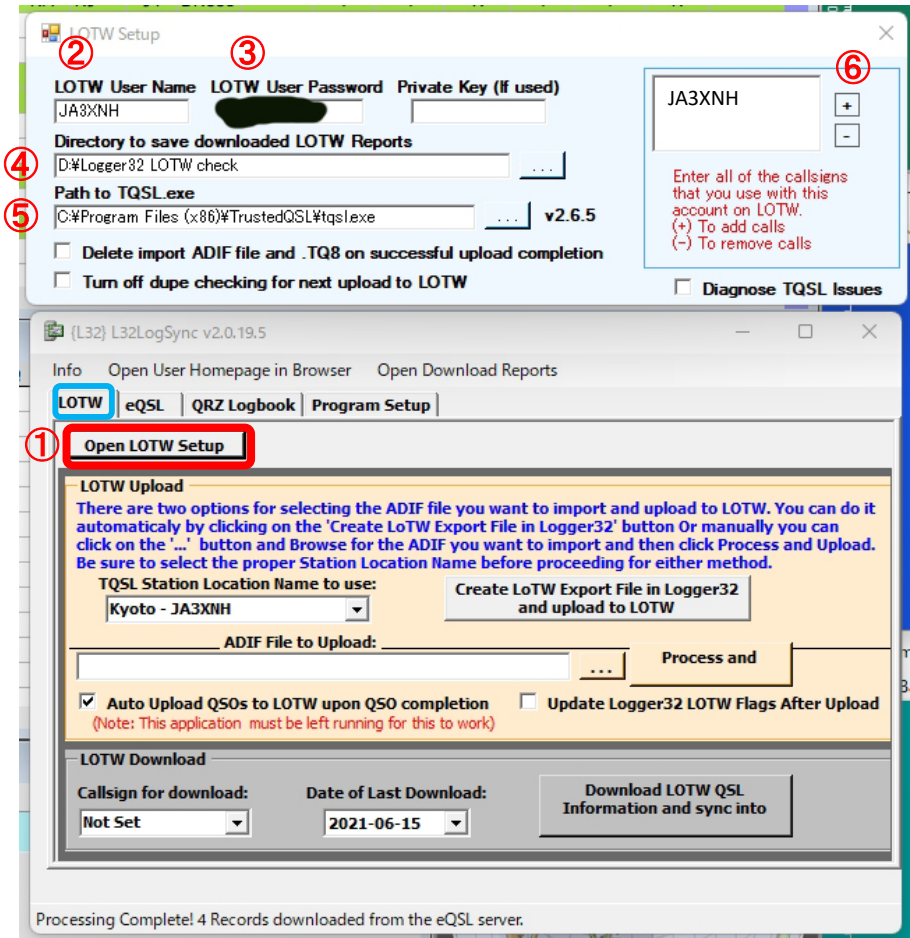 LOTW Setup
② ③ ⑥
LOTW User Name LOTW User Password Private Key (If used)
JA3XNH
JA3XNH
+
-
④ Directory to save downloaded LOTW Reports
D:¥Logger32 LOTW check ...
Path to TQSL.exe
⑤ C:¥Program Files (x86)¥TrustedQSL¥tqsl.exe ... v2.6.5
Enter all of the callsigns
that you use with this
account on LOTW.
(+) To add calls
(-) To remove calls
Delete import ADIF file and .TQ8 on successful upload completion
Turn off dupe checking for next upload to LOTW
Diagnose TQSL Issues
{L32} L32LogSync v2.0.19.5
Info Open User Homepage in Browser Open Download Reports
LOTW eQSL QRZ Logbook Program Setup
① Open LOTW Setup
LOTW Upload
There are two options for selecting the ADIF file you want to import and upload to LOTW. You can do it
automaticaly by clicking on the 'Create LoTW Export File in Logger32' button Or manually you can
click on the '...' button and Browse for the ADIF you want to import and then click Process and Upload.
Be sure to select the proper Station Location Name before proceeding for either method.
TQSL Station Location Name to use:
Kyoto - JA3XNH
Create LoTW Export File in Logger32
and upload to LOTW
ADIF File to Upload:
... Process and
Auto Upload QSOs to LOTW upon QSO completion
(Note: This application must be left running for this to work)
Update Logger32 LOTW Flags After Upload
LOTW Download
Callsign for download: Date of Last Download:
Not Set 2021-06-15
Download LOTW QSL
Information and sync into
Processing Complete! 4 Records downloaded from the eQSL server.